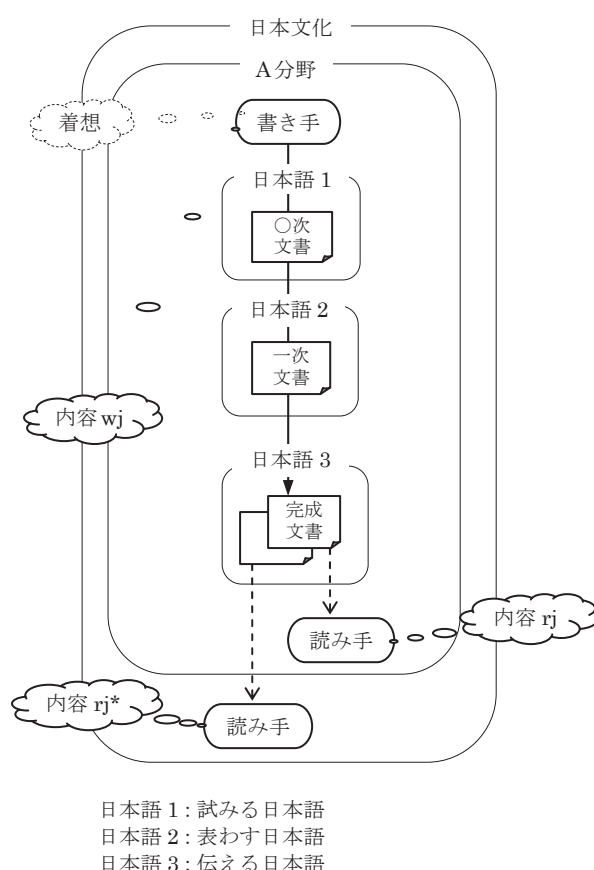 日本文化
A分野
着想
書き手
日本語 1
〇次
文書
日本語 2
一次
文書
内容 wj
日本語 3
完成
文書
内容 rj
読み手
内容 rj*
読み手
日本語 1 : 試みる日本語
日本語 2 : 表わす日本語
日本語 3 : 伝える日本語